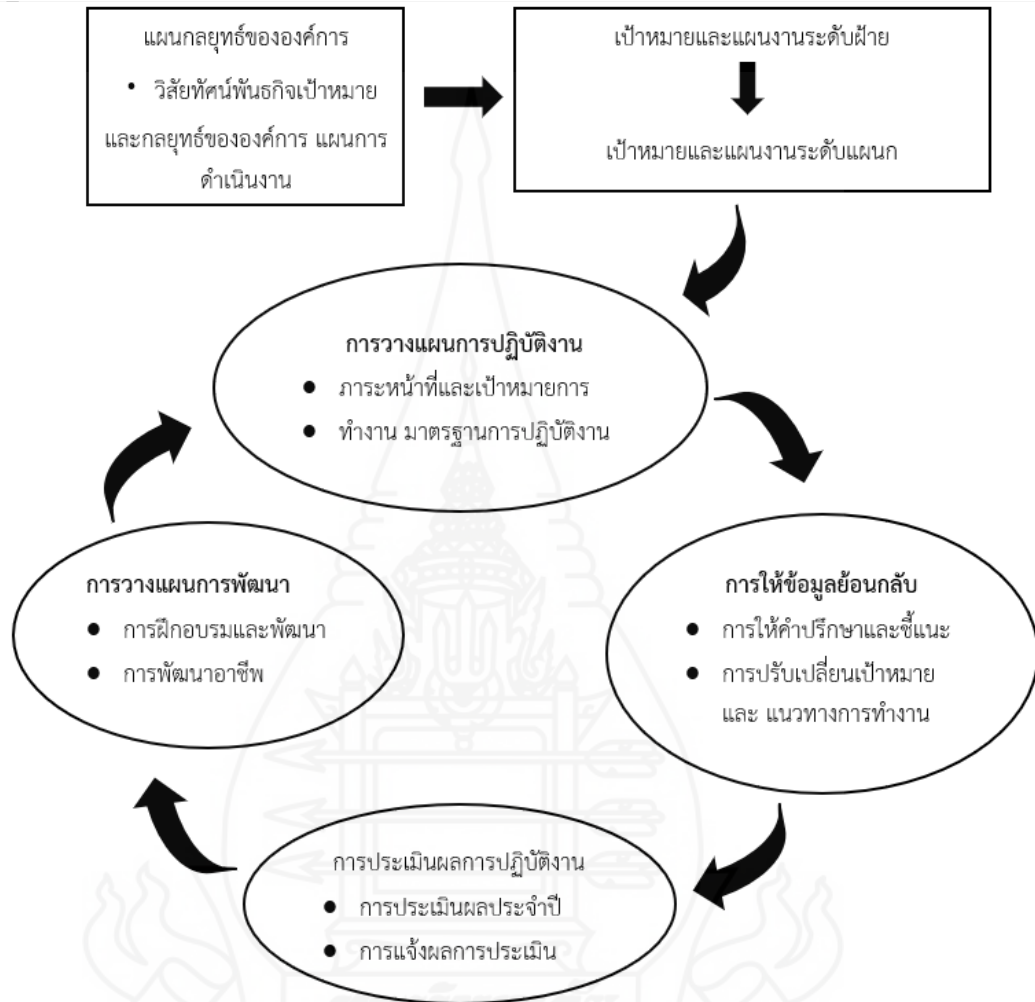 แผนกลยุทธ์ขององค์การ
• วิสัยทัศน์พันธกิจเป้าหมาย
และกลยุทธ์ขององค์การ แผนการ
ดำเนินงาน
เป้าหมายและแผนงานระดับฝ่าย
เป้าหมายและแผนงานระดับแผนก
การวางแผนการปฏิบัติงาน
● ภาระหน้าที่และเป้าหมายการ
● ทำงาน มาตรฐานการปฏิบัติงาน
การให้ข้อมูลย้อนกลับ
● การให้คำปรึกษาและชี้แนะ
● การปรับเปลี่ยนเป้าหมาย
และ แนวทางการทำงาน
การประเมินผลการปฏิบัติงาน
● การประเมินผลประจำปี
● การแจ้งผลการประเมิน
การวางแผนการพัฒนา
● การฝึกอบรมและพัฒนา
● การพัฒนาอาชีพ